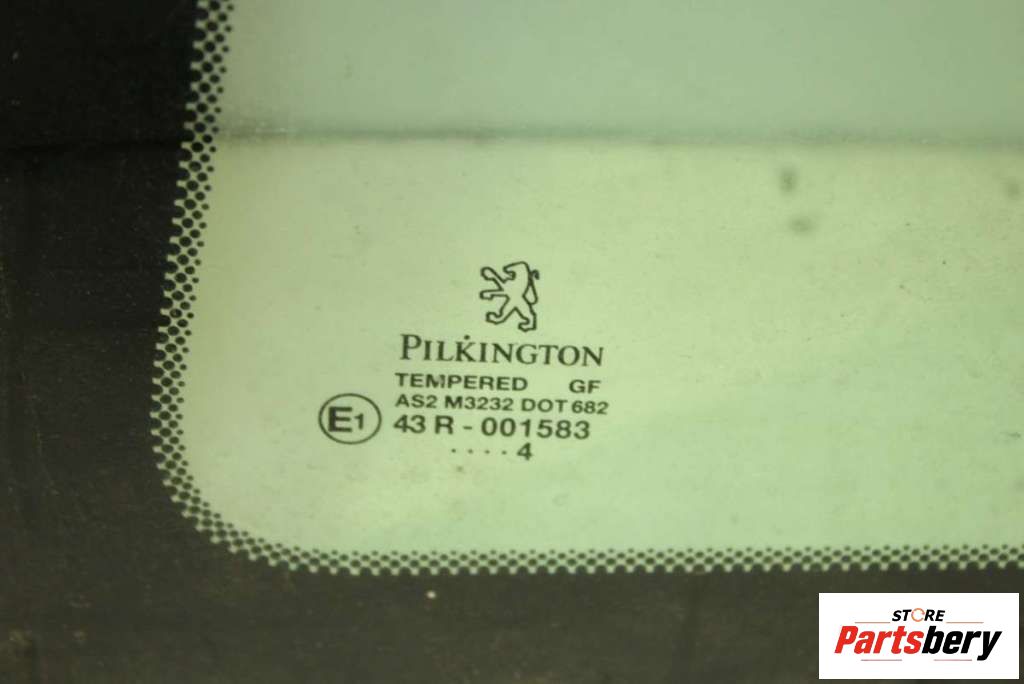 PILKINGTON
TEMPERED GF
AS2 M3232 DOT 682
E1 43 R - 001583
. . . . 4
STORE
Partsbery